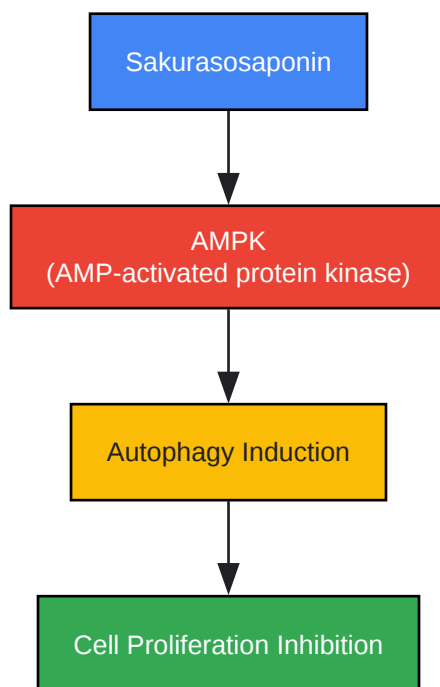 Sakurasosaponin
AMPK
(AMP-activated protein kinase)
Autophagy Induction
Cell Proliferation Inhibition